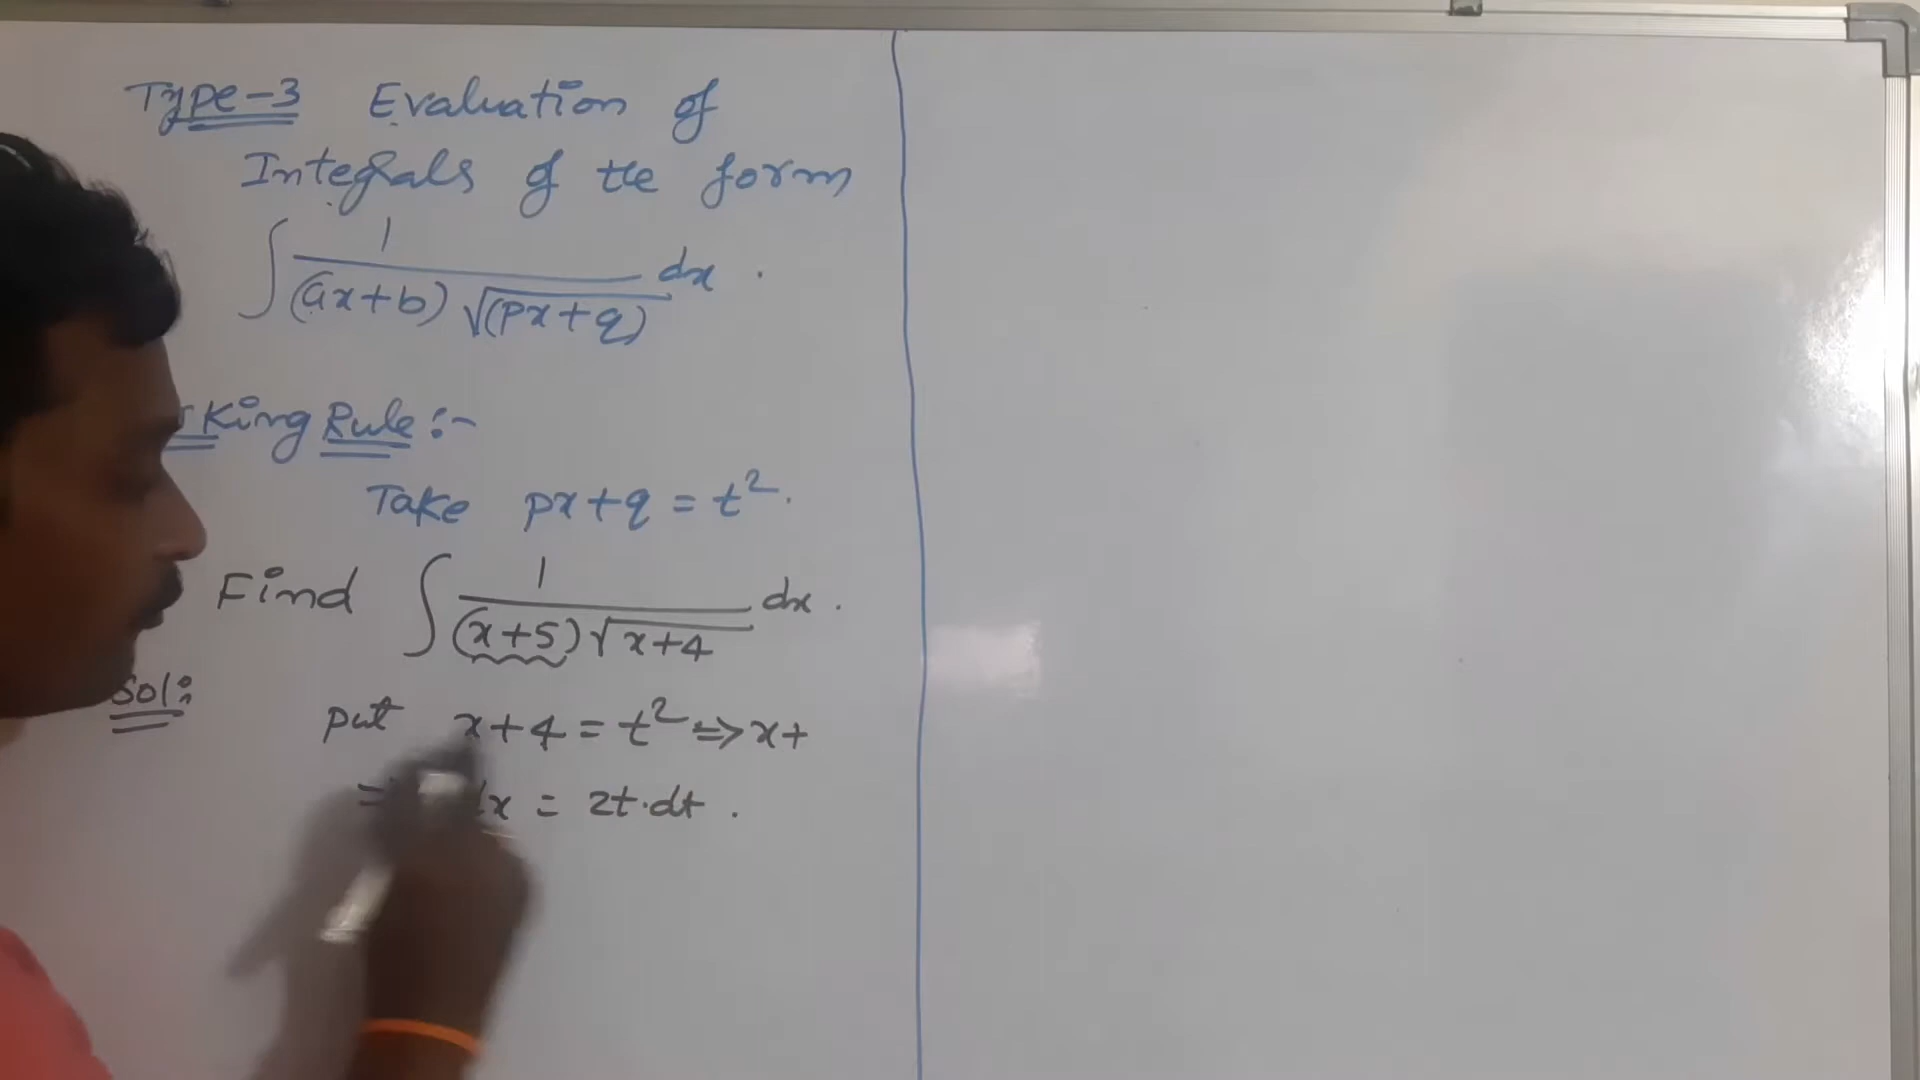 Type-3 Evaluation of
Integrals of the form
∫ 1/((ax+b) √(px+q)) dx .
King Rule :-
Take px+q = t².
Find ∫ 1/((x+5) √x+4) dx .
Sol:
put x+4 = t² ⇒ x+
= dx = 2t.dt .